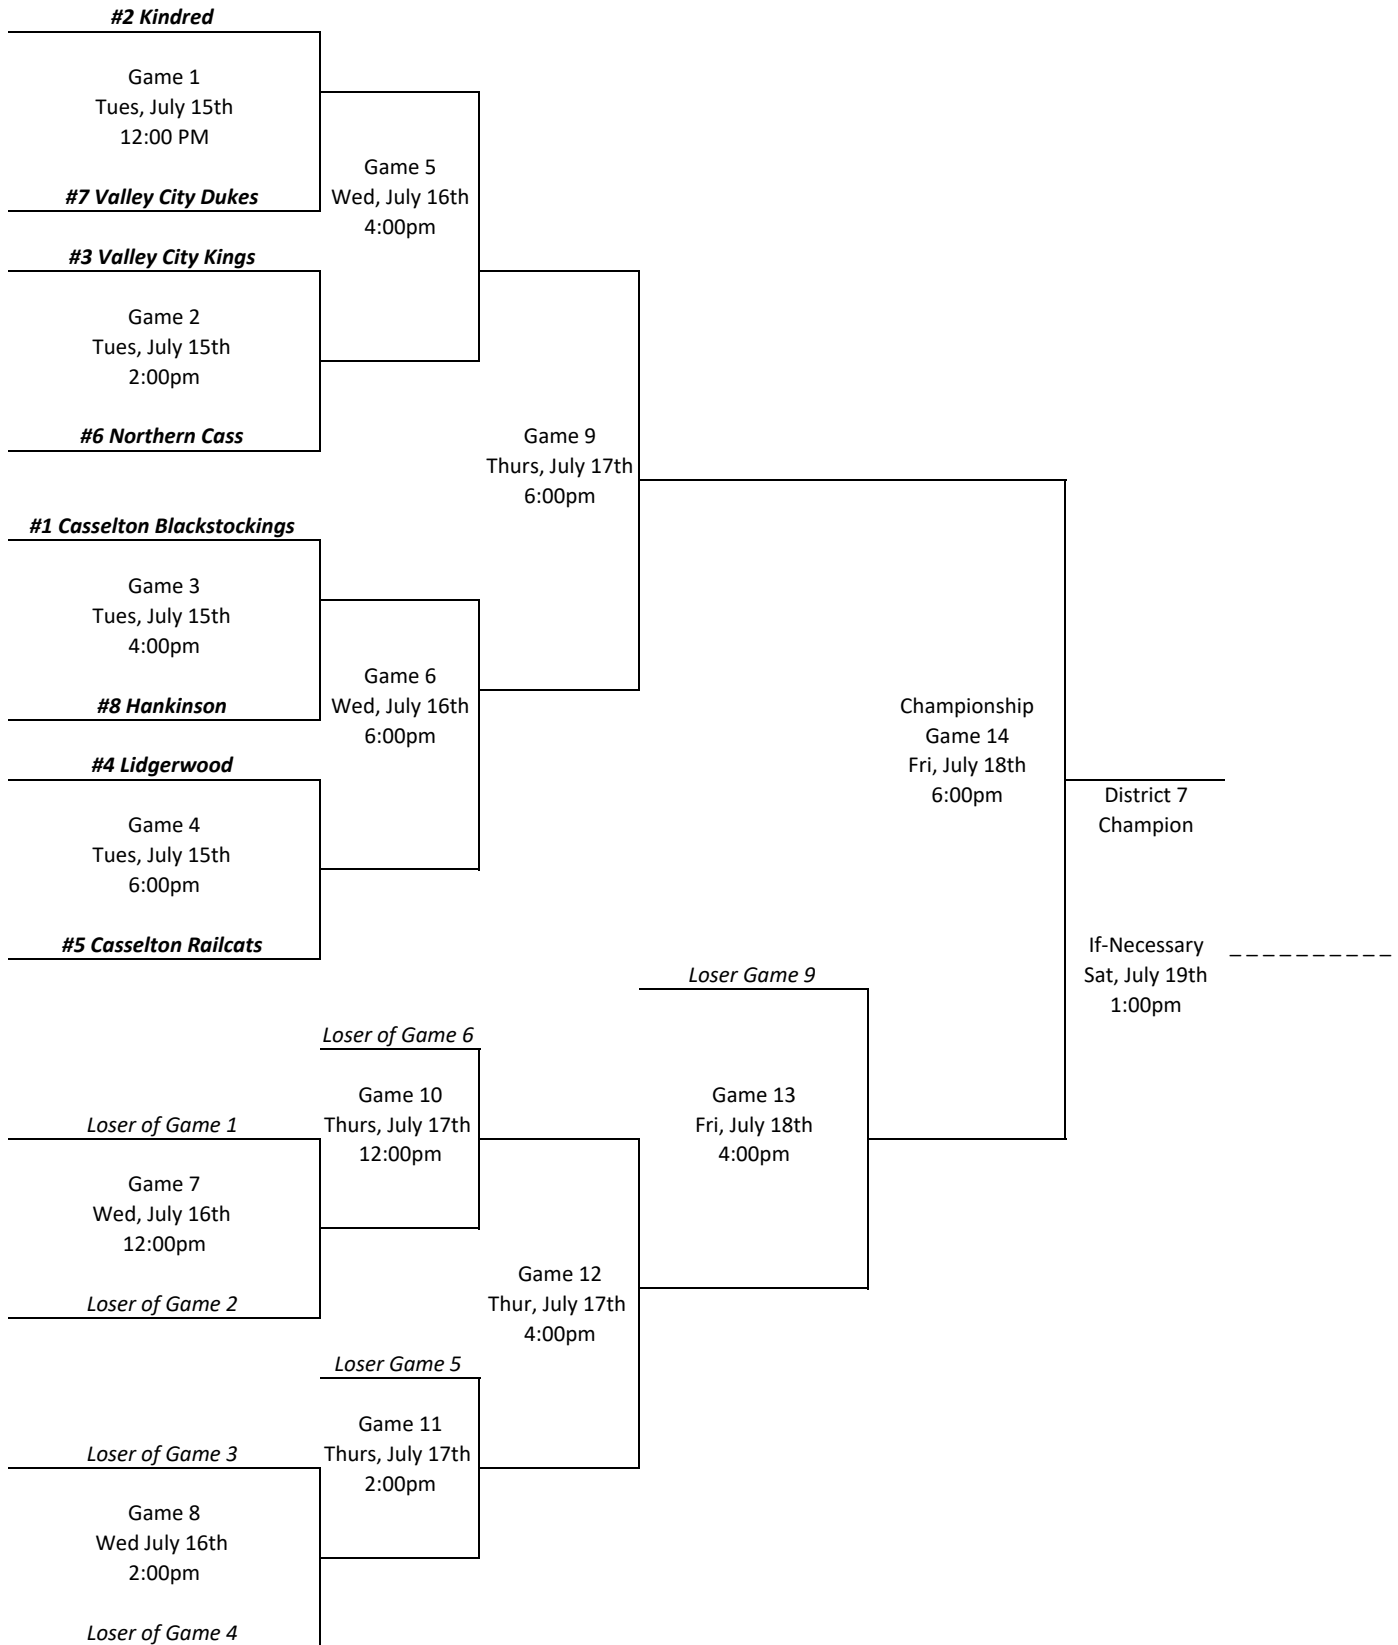 #2 Kindred
Game 1
Tues, July 15th
12:00 PM
#7 Valley City Dukes
Game 5
Wed, July 16th
4:00pm
#3 Valley City Kings
Game 2
Tues, July 15th
2:00pm
#6 Northern Cass
Game 9
Thurs, July 17th
6:00pm
#1 Casselton Blackstockings
Game 3
Tues, July 15th
4:00pm
#8 Hankinson
Game 6
Wed, July 16th
6:00pm
#4 Lidgerwood
Game 4
Tues, July 15th
6:00pm
#5 Casselton Railcats
Championship
Game 14
Fri, July 18th
6:00pm
District 7
Champion
If-Necessary
Sat, July 19th
1:00pm
Loser Game 9
Loser of Game 6
Game 10
Thurs, July 17th
12:00pm
Game 13
Fri, July 18th
4:00pm
Loser of Game 1
Game 7
Wed, July 16th
12:00pm
Loser of Game 2
Game 12
Thur, July 17th
4:00pm
Loser Game 5
Game 11
Thurs, July 17th
2:00pm
Loser of Game 3
Game 8
Wed July 16th
2:00pm
Loser of Game 4